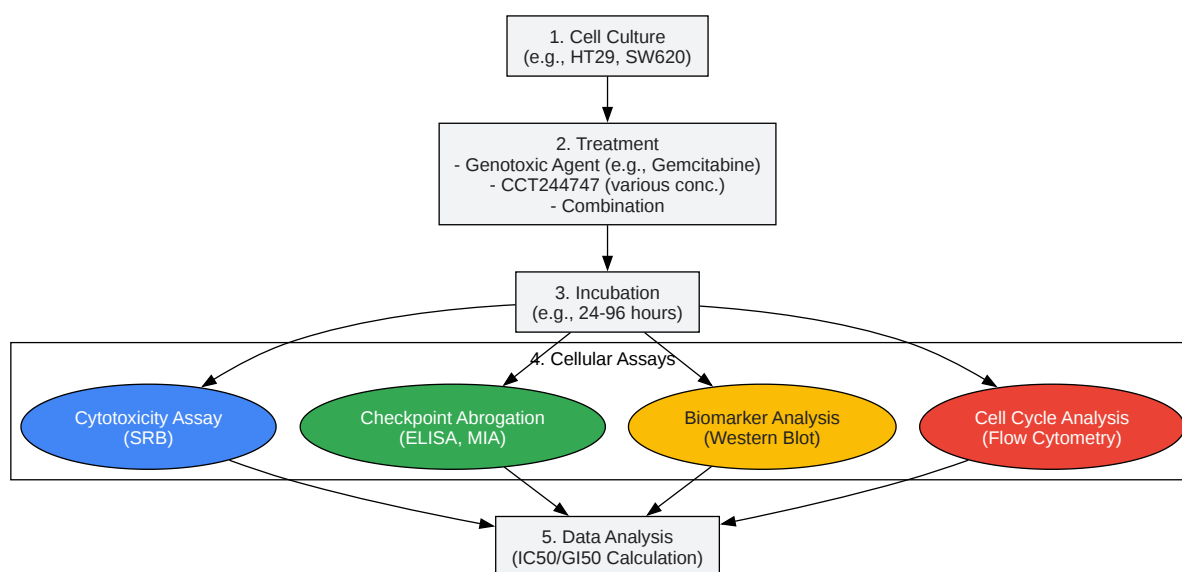 1. Cell Culture
(e.g., HT29, SW620)
2. Treatment
- Genotoxic Agent (e.g., Gemcitabine)
- CCT244747 (various conc.)
- Combination
3. Incubation
(e.g., 24-96 hours)
4. Cellular Assays
Cytotoxicity Assay
(SRB)
Checkpoint Abrogation
(ELISA, MIA)
Biomarker Analysis
(Western Blot)
Cell Cycle Analysis
(Flow Cytometry)
5. Data Analysis
(IC50/GI50 Calculation)